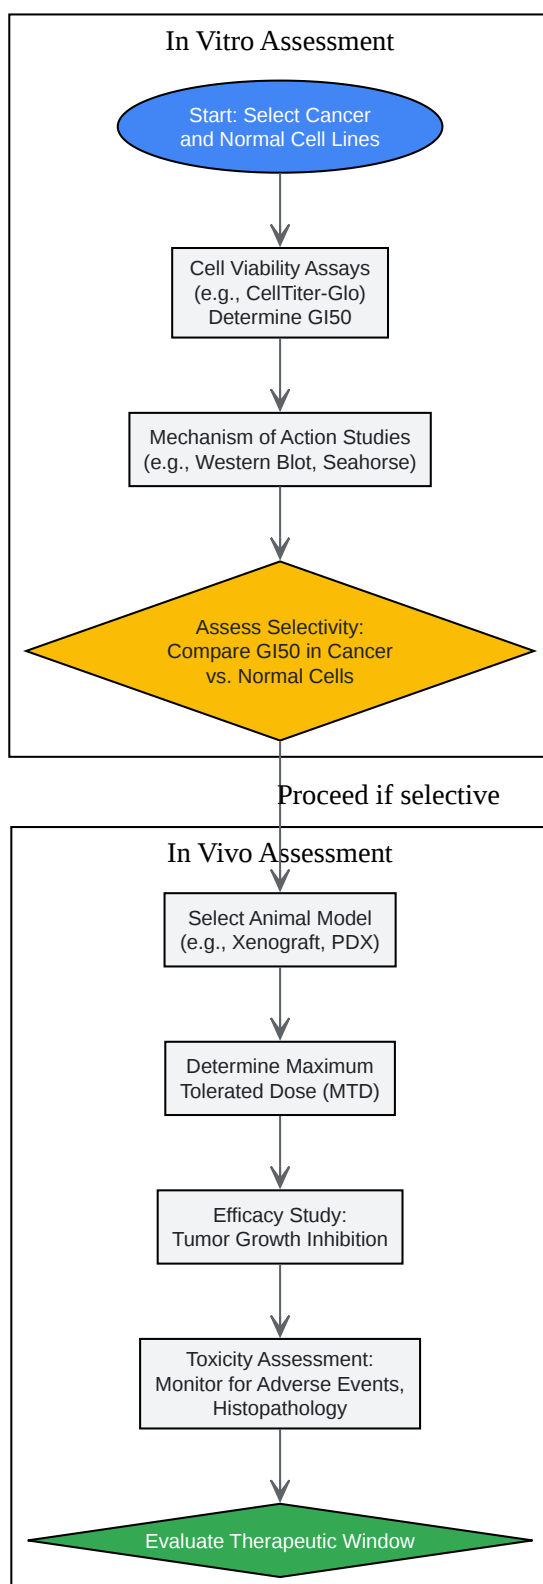 In Vitro Assessment
Start: Select Cancer
and Normal Cell Lines
Cell Viability Assays
(e.g., CellTiter-Glo)
Determine GI50
Mechanism of Action Studies
(e.g., Western Blot, Seahorse)
Assess Selectivity:
Compare GI50 in Cancer
vs. Normal Cells
Proceed if selective
In Vivo Assessment
Select Animal Model
(e.g., Xenograft, PDX)
Determine Maximum
Tolerated Dose (MTD)
Efficacy Study:
Tumor Growth Inhibition
Toxicity Assessment:
Monitor for Adverse Events,
Histopathology
Evaluate Therapeutic Window